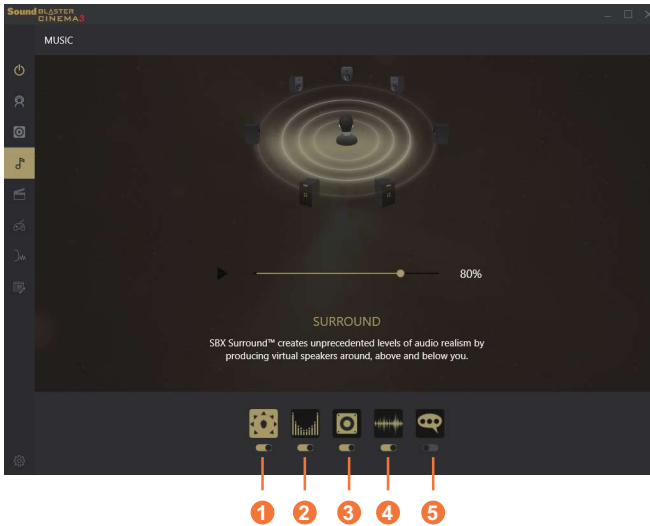 Sound BLASTER
CINEMA3
MUSIC
80%
SURROUND
SBX Surround™ creates unprecedented levels of audio realism by
producing virtual speakers around, above and below you.
1 2 3 4 5